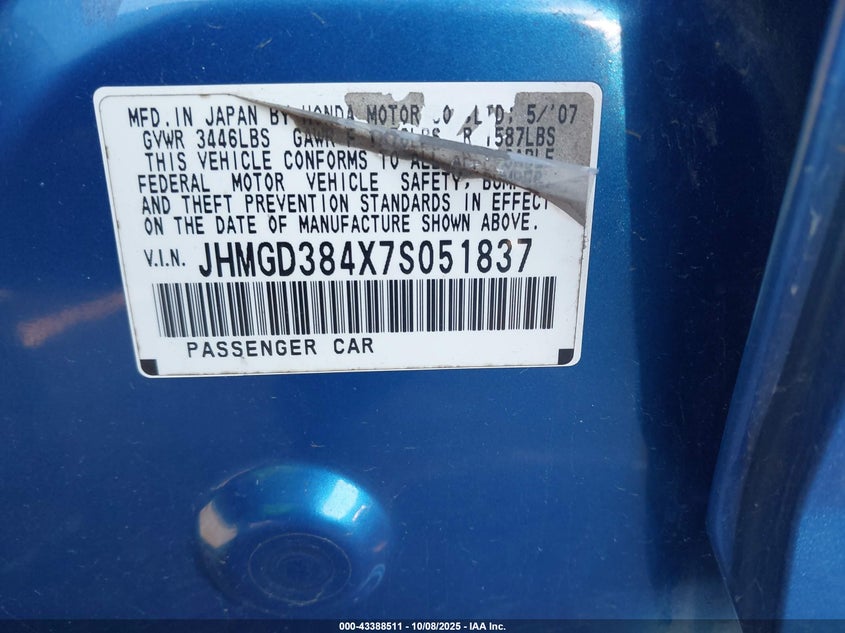 MFD.IN JAPAN BY HONDA MOTOR CO.,LTD: 5/'07
GVWR 3446LBS GAWR F LBS R 587LBS
THIS VEHICLE CONFORMS TO ALL
FEDERAL MOTOR VEHICLE SAFETY,
AND THEFT PREVENTION STANDARDS IN EFFECT
ON THE DATE OF MANUFACTURE SHOWN ABOVE.
V.I.N. JHMGD384X7S051837
PASSENGER CAR
000-43388511 - 10/08/2025 - IAA Inc.